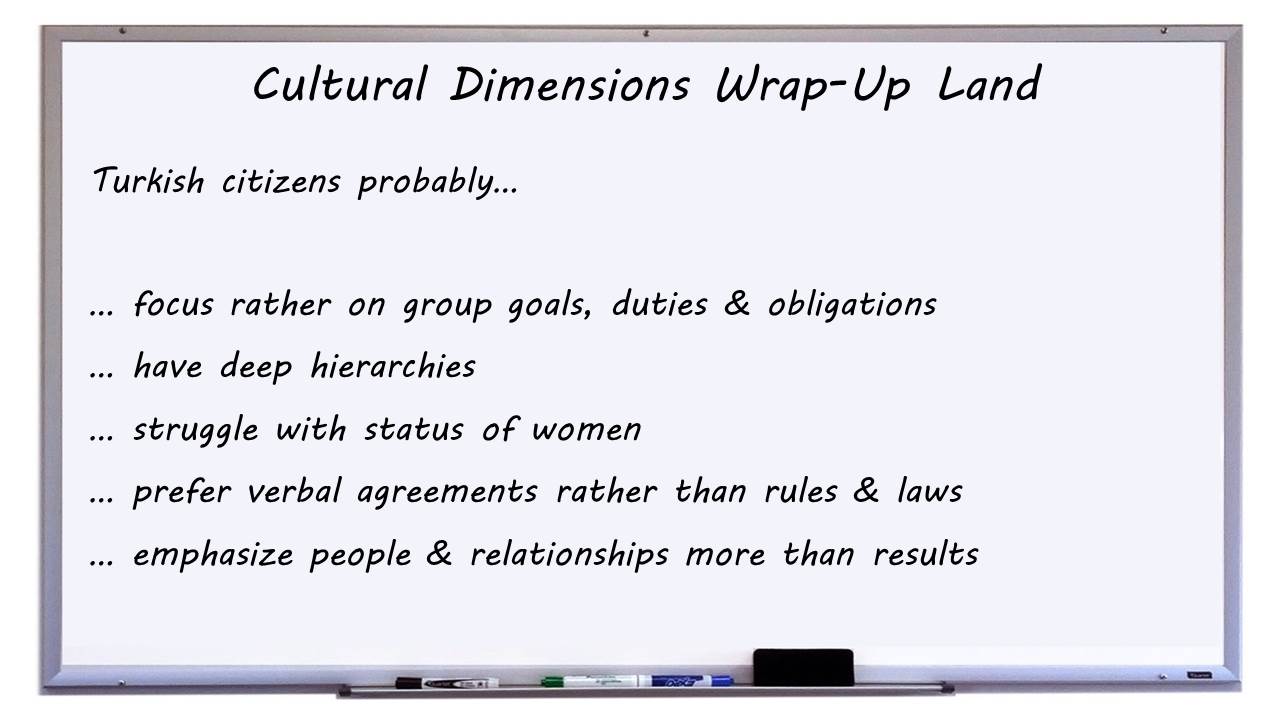 Cultural Dimensions Wrap-Up Land
Turkish citizens probably...
... focus rather on group goals, duties & obligations
... have deep hierarchies
... struggle with status of women
... prefer verbal agreements rather than rules & laws
... emphasize people & relationships more than results